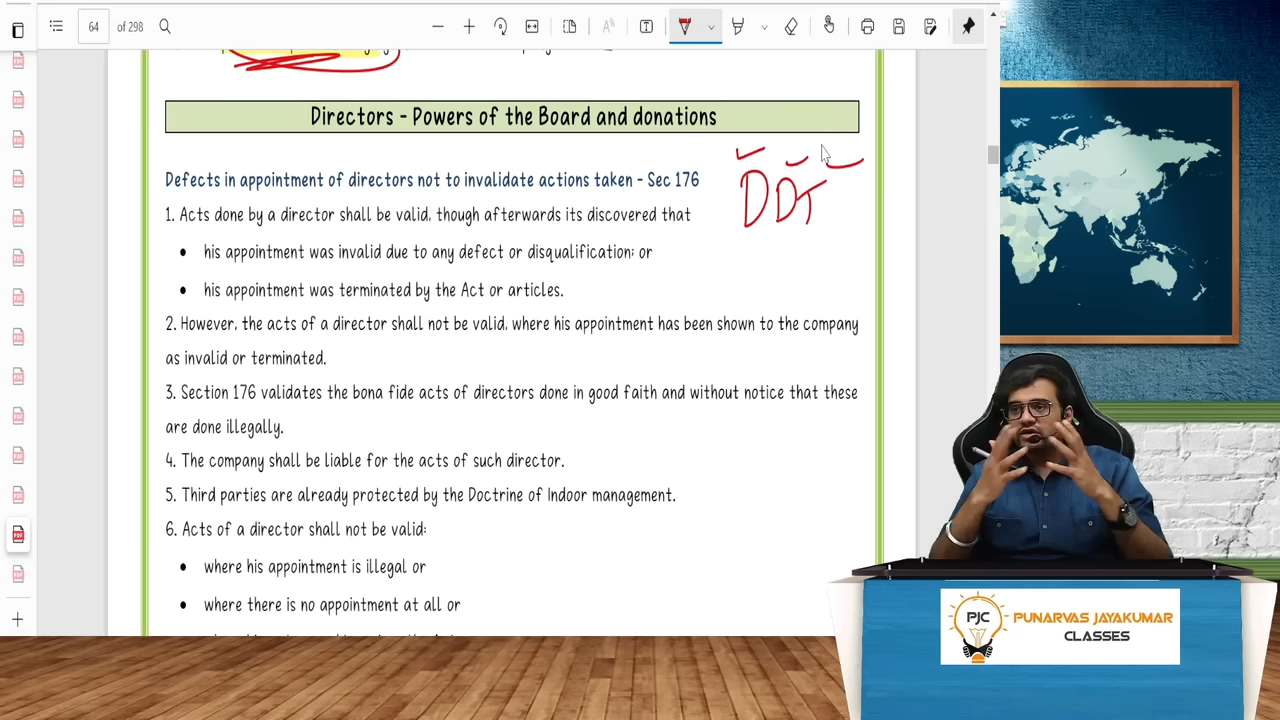 64 of 298
Directors - Powers of the Board and donations
DDT
Defects in appointment of directors not to invalidate actions taken - Sec 176
1. Acts done by a director shall be valid, though afterwards its discovered that
• his appointment was invalid due to any defect or disqualification; or
• his appointment was terminated by the Act or articles.
2. However, the acts of a director shall not be valid, where his appointment has been shown to the company
as invalid or terminated.
3. Section 176 validates the bona fide acts of directors done in good faith and without notice that these
are done illegally.
4. The company shall be liable for the acts of such director.
5. Third parties are already protected by the Doctrine of Indoor management.
6. Acts of a director shall not be valid:
• where his appointment is illegal or
• where there is no appointment at all or
PJC
PUNARVAS JAYAKUMAR
CLASSES